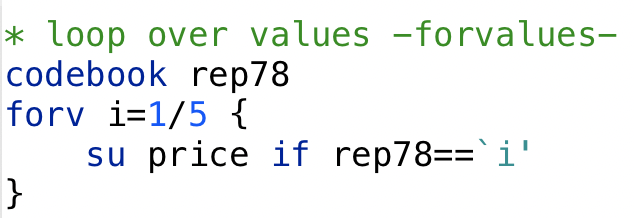 * loop over values -forvalues-
codebook rep78
forv i=1/5 {
    su price if rep78==`i'
}